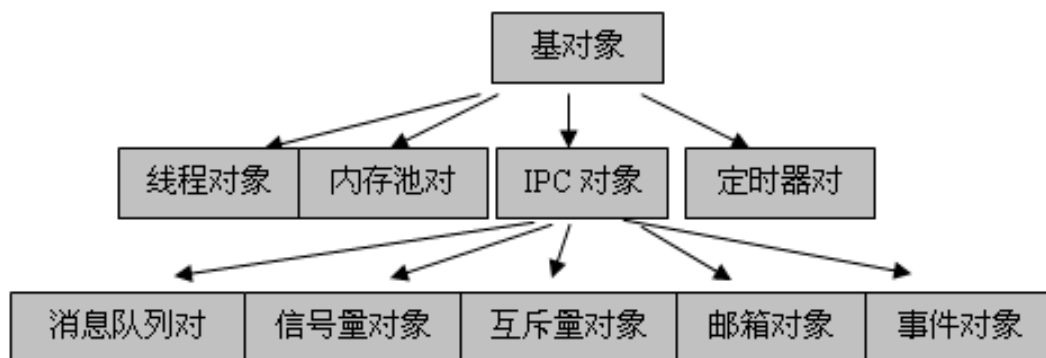 基对象
线程对象
内存池对
IPC 对象
定时器对
消息队列对
信号量对象
互斥量对象
邮箱对象
事件对象